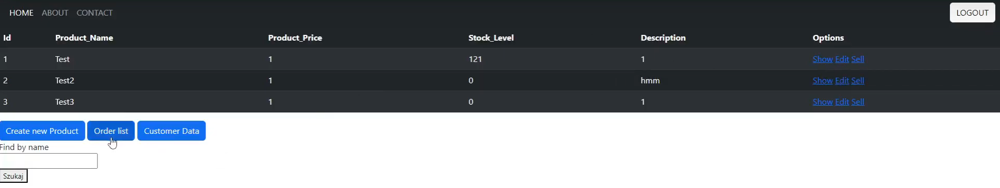 HOME ABOUT CONTACT LOGOUT
Id Product_Name Product_Price Stock_Level Description Options
1 Test 1 121 1 Show Edit Sell
2 Test2 1 0 hmm Show Edit Sell
3 Test3 1 0 1 Show Edit Sell
Create new Product Order list Customer Data
Find by name
Szukaj